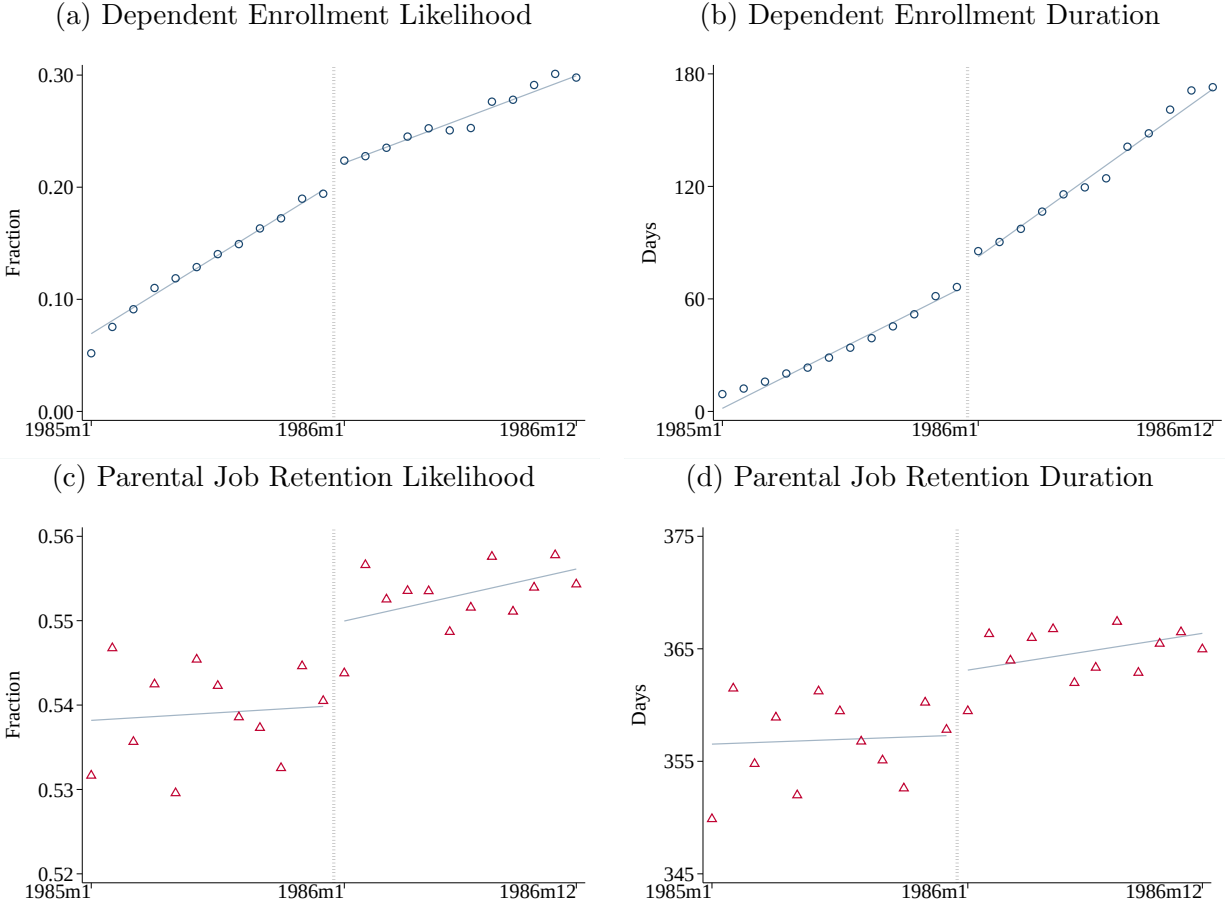 (a) Dependent Enrollment Likelihood
0.30
0.20
0.10
0.00
Fraction
1985m1
1986m1
1986m12
(b) Dependent Enrollment Duration
180
120
60
0
Days
1985m1
1986m1
1986m12
(c) Parental Job Retention Likelihood
0.56
0.55
0.54
0.53
0.52
Fraction
1985m1
1986m1
1986m12
(d) Parental Job Retention Duration
375
365
355
345
Days
1985m1
1986m1
1986m12